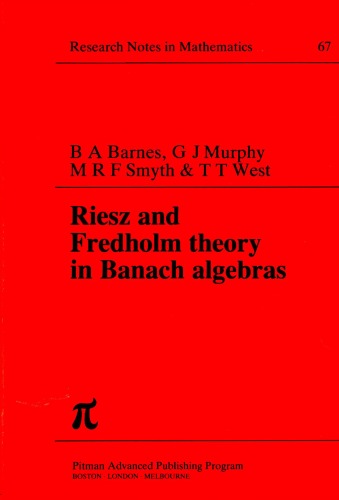 Research Notes in Mathematics 67
B A Barnes, G J Murphy
M R F Smyth & T T West
Riesz and
Fredholm theory
in Banach algebras
π
Pitman Advanced Publishing Program
BOSTON · LONDON · MELBOURNE